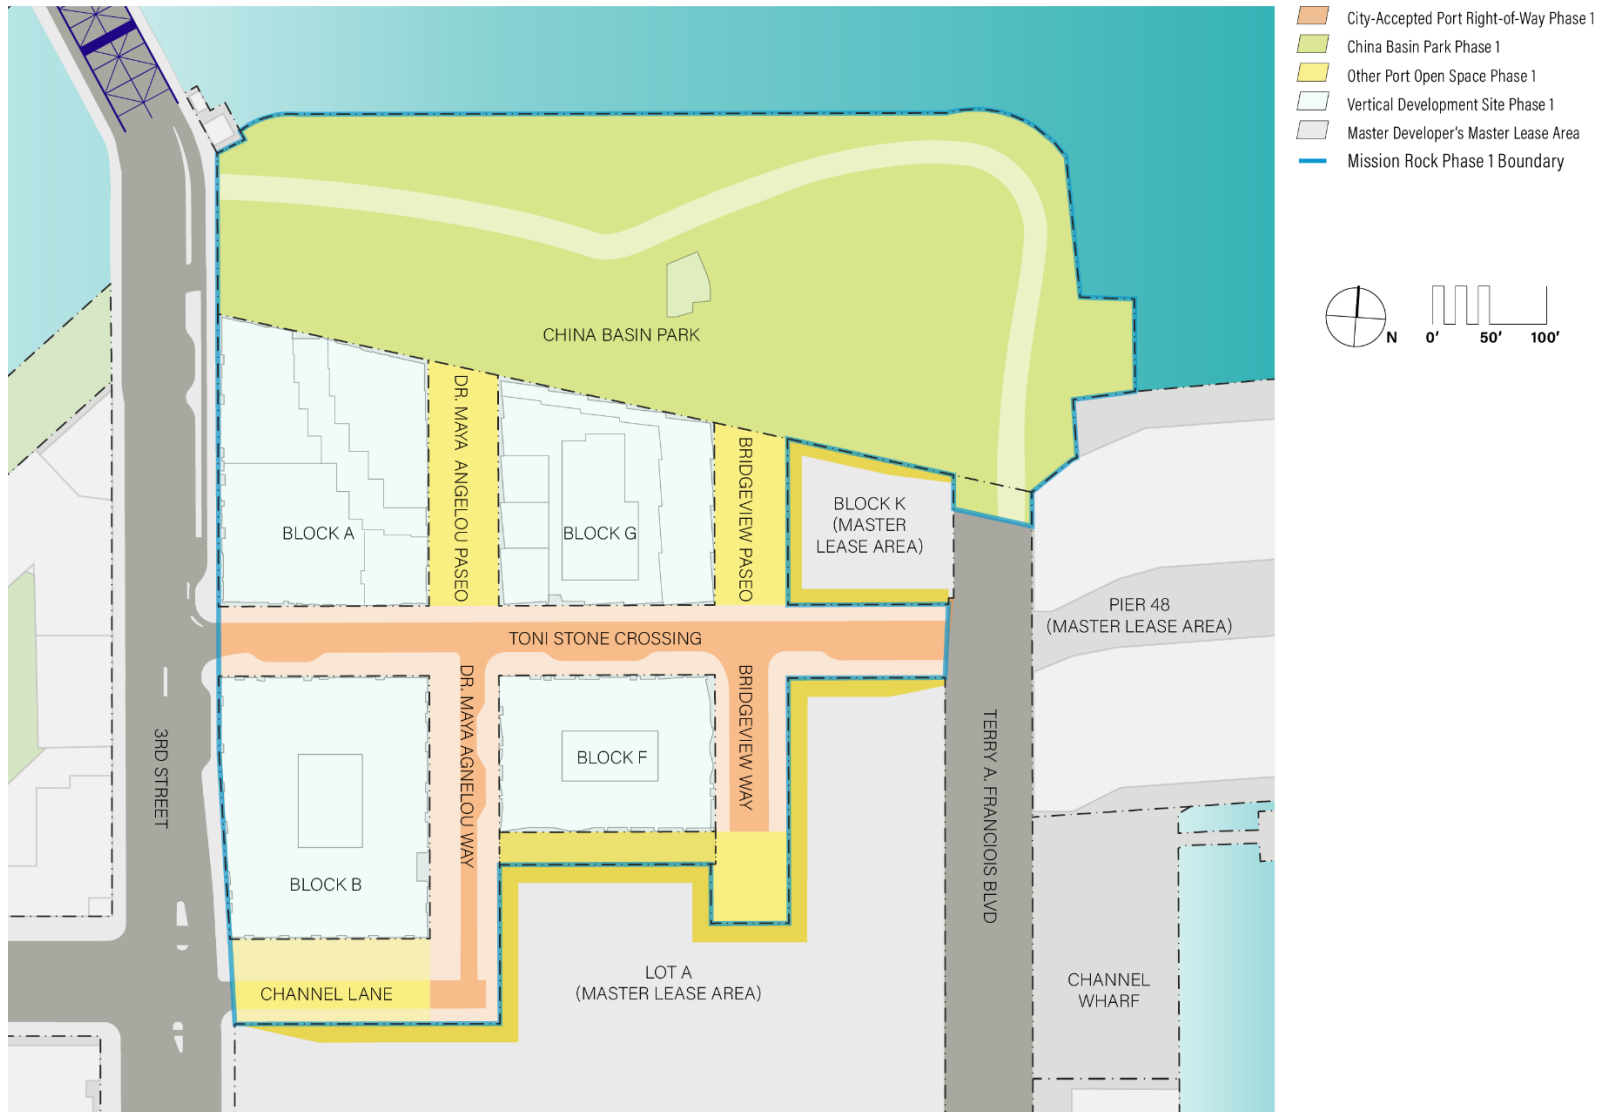 City-Accepted Port Right-of-Way Phase 1
China Basin Park Phase 1
Other Port Open Space Phase 1
Vertical Development Site Phase 1
Master Developer's Master Lease Area
Mission Rock Phase 1 Boundary
N
0'
50'
100'
CHINA BASIN PARK
DR. MAYA ANGELOU PASEO
BRIDGEVIEW PASEO
BLOCK A
BLOCK G
BLOCK K
(MASTER
LEASE AREA)
PIER 48
(MASTER LEASE AREA)
TONI STONE CROSSING
3RD STREET
DR. MAYA AGNELOU WAY
BRIDGEVIEW WAY
TERRY A. FRANCIOIS BLVD
BLOCK F
BLOCK B
CHANNEL LANE
LOT A
(MASTER LEASE AREA)
CHANNEL
WHARF